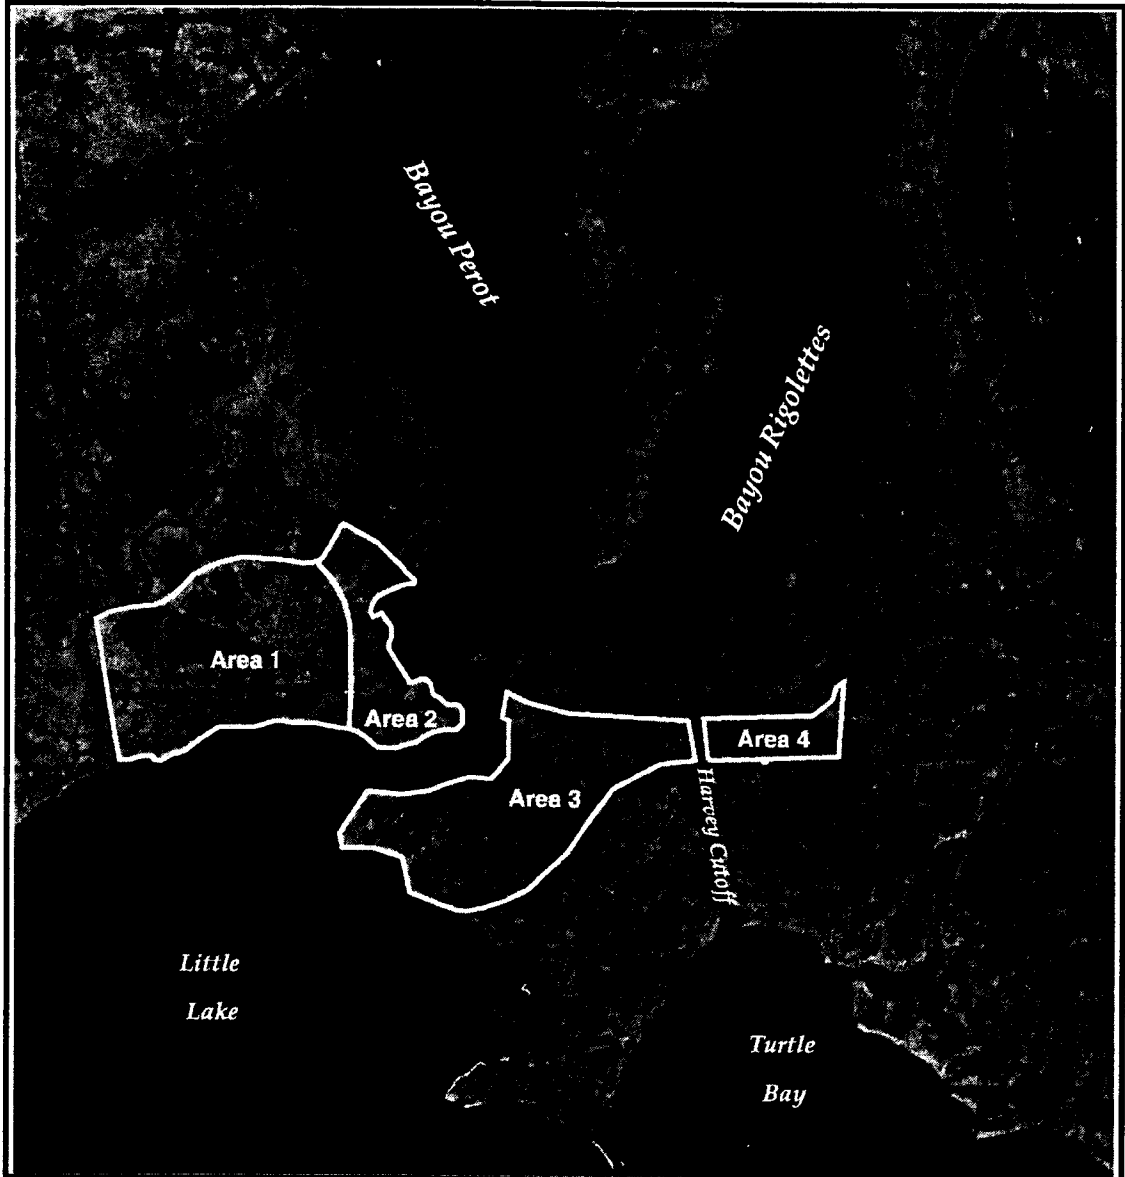 Bayou Perot
Bayou Rigolettes
Area 1
Area 2
Area 4
Area 3
Harvey Cutoff
Little
Lake
Turtle
Bay